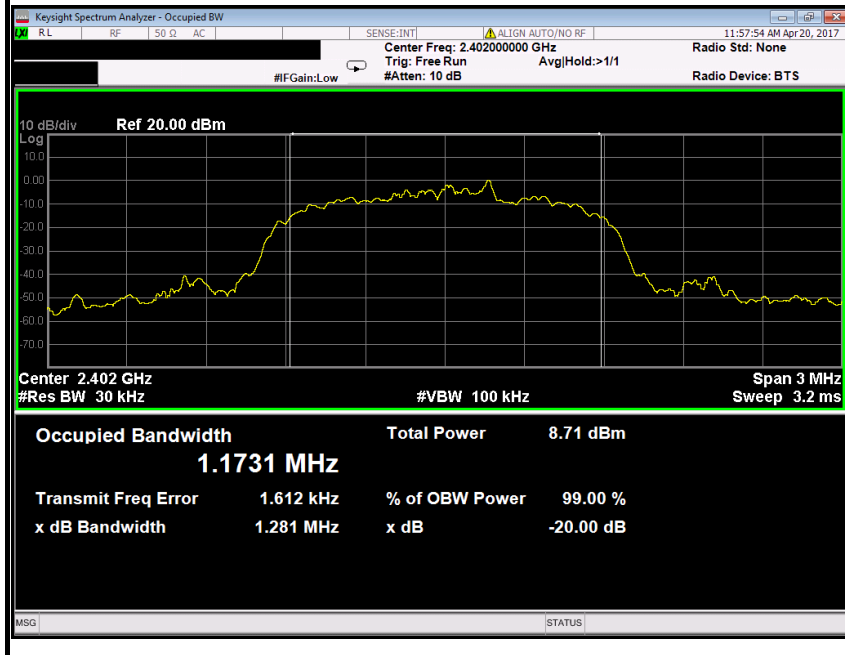 Keysight Spectrum Analyzer - Occupied BW
LXI RL RF 50 Ω AC SENSE:INT ALIGN AUTO/NO RF 11:57:54 AM Apr 20, 2017
Center Freq: 2.402000000 GHz Radio Std: None
Trig: Free Run Avg|Hold:>1/1
#IFGain:Low #Atten: 10 dB Radio Device: BTS
10 dB/div Ref 20.00 dBm
Log
10.0
0.00
-10.0
-20.0
-30.0
-40.0
-50.0
-60.0
-70.0
Center 2.402 GHz Span 3 MHz
#Res BW 30 kHz #VBW 100 kHz Sweep 3.2 ms
Occupied Bandwidth Total Power 8.71 dBm
1.1731 MHz
Transmit Freq Error 1.612 kHz % of OBW Power 99.00 %
x dB Bandwidth 1.281 MHz x dB -20.00 dB
MSG STATUS